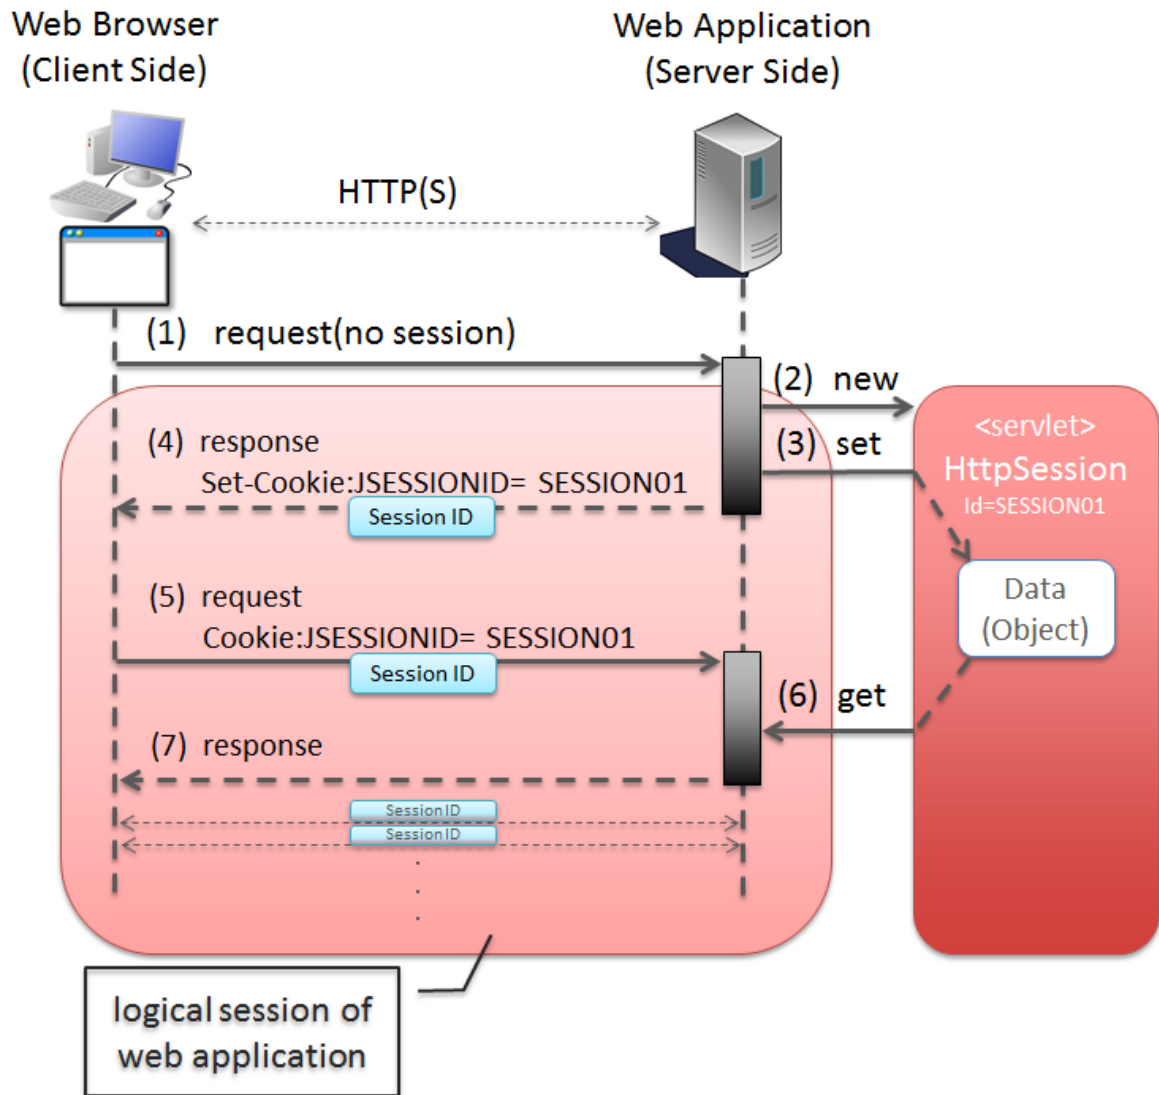 Web Browser
(Client Side)
Web Application
(Server Side)
HTTP(S)
(1) request(no session)
(2) new
(3) set
<servlet>
HttpSession
Id=SESSION01
(4) response
Set-Cookie:JSESSIONID= SESSION01
Session ID
Data
(Object)
(5) request
Cookie:JSESSIONID= SESSION01
Session ID
(6) get
(7) response
Session ID
Session ID
.
.
.
logical session of
web application